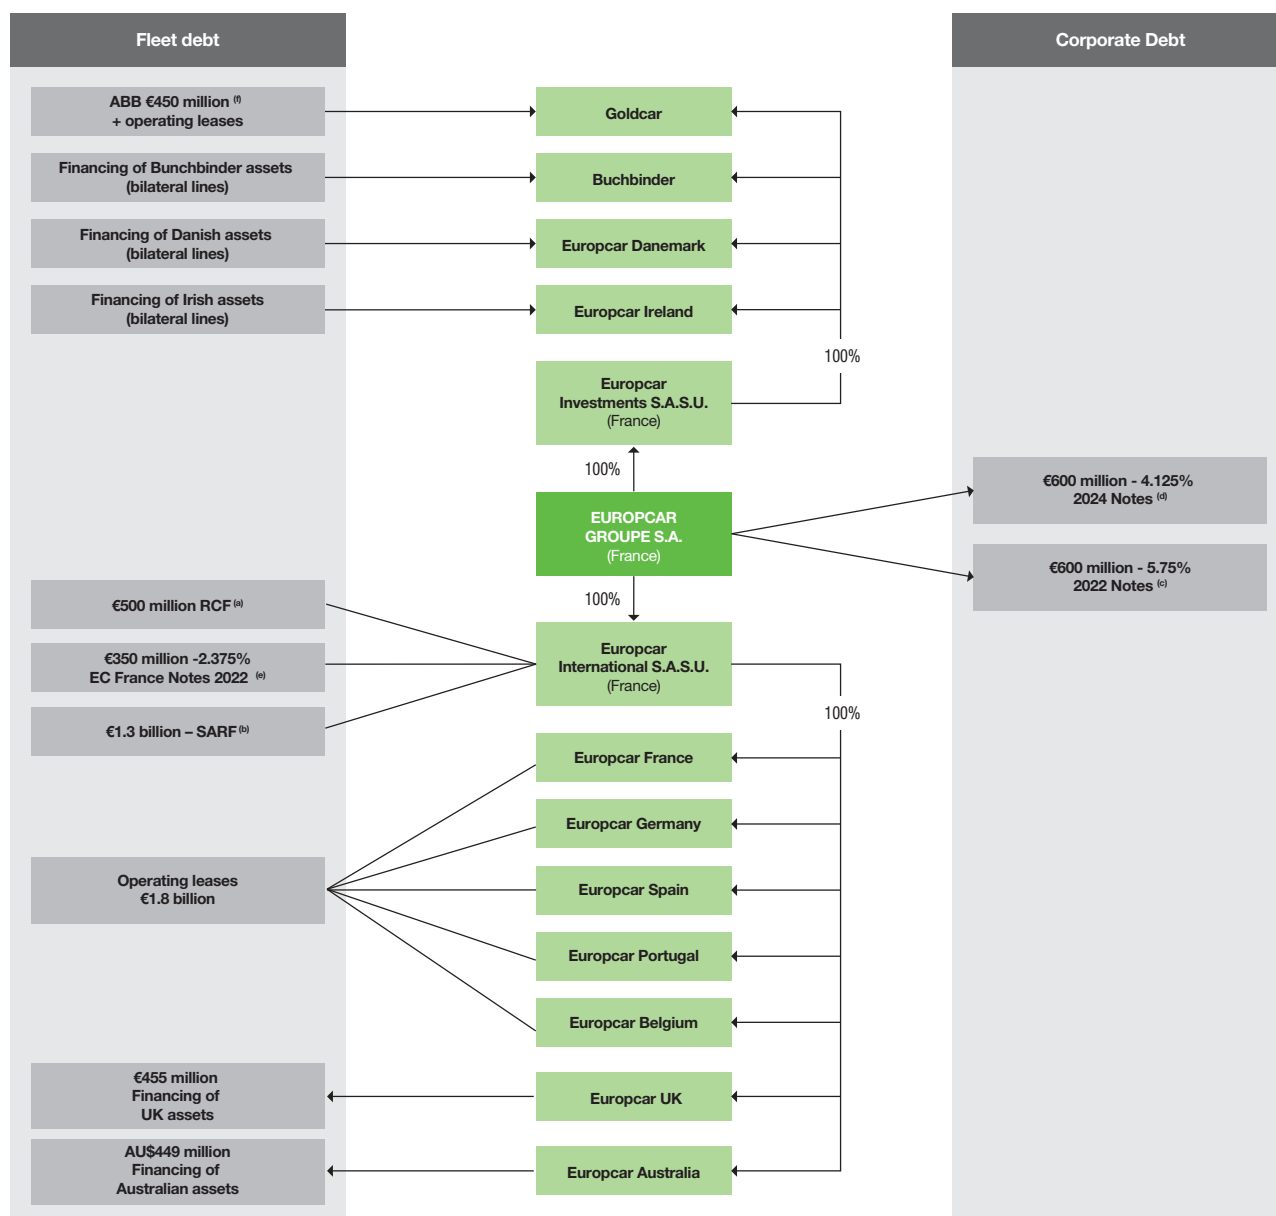 Fleet debt
Corporate Debt
ABB €450 million (f)
+ operating leases
Goldcar
Financing of Bunchbinder assets
(bilateral lines)
Buchbinder
Financing of Danish assets
(bilateral lines)
Europcar Danemark
Financing of Irish assets
(bilateral lines)
Europcar Ireland
100%
Europcar
Investments S.A.S.U.
(France)
100%
€600 million - 4.125%
2024 Notes (d)
EUROPCAR
GROUPE S.A.
(France)
€600 million - 5.75%
2022 Notes (c)
100%
€500 million RCF (a)
€350 million -2.375%
EC France Notes 2022 (e)
€1.3 billion – SARF (b)
Europcar
International S.A.S.U.
(France)
100%
Europcar France
Europcar Germany
Operating leases
€1.8 billion
Europcar Spain
Europcar Portugal
Europcar Belgium
€455 million
Financing of
UK assets
Europcar UK
AU$449 million
Financing of
Australian assets
Europcar Australia